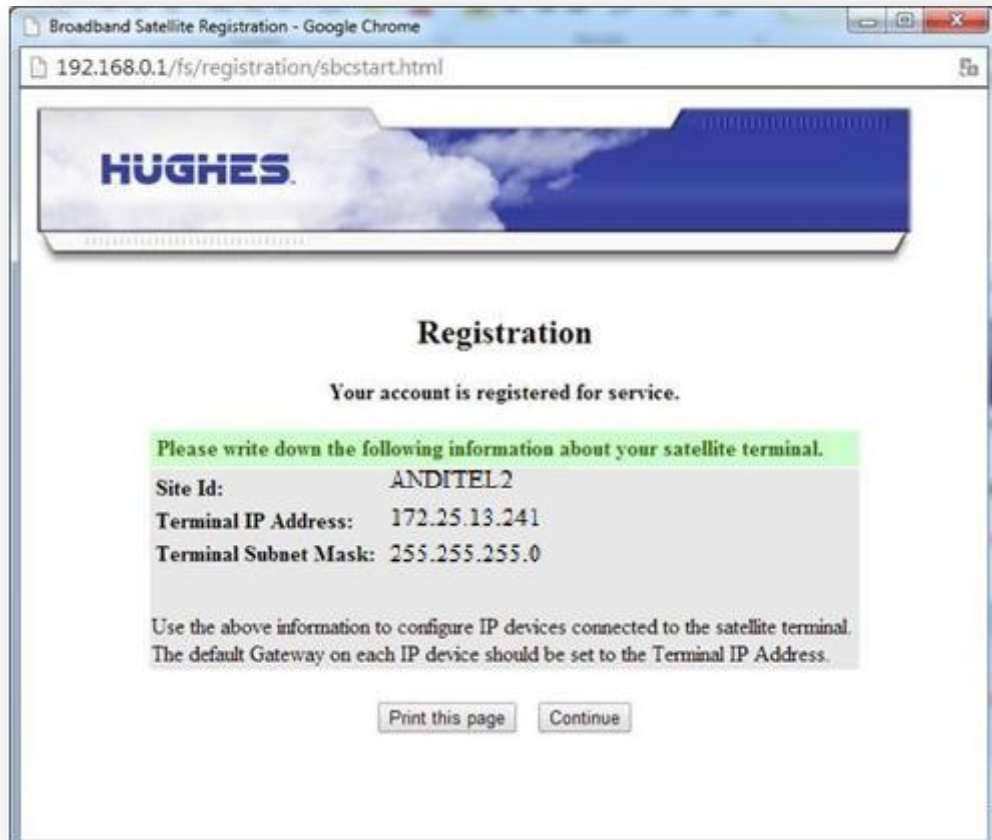 Broadband Satellite Registration - Google Chrome
192.168.0.1/fs/registration/sbcstart.html
HUGHES.
Registration
Your account is registered for service.
Please write down the following information about your satellite terminal.
Site Id: ANDITEL2
Terminal IP Address: 172.25.13.241
Terminal Subnet Mask: 255.255.255.0
Use the above information to configure IP devices connected to the satellite terminal.
The default Gateway on each IP device should be set to the Terminal IP Address.
Print this page Continue